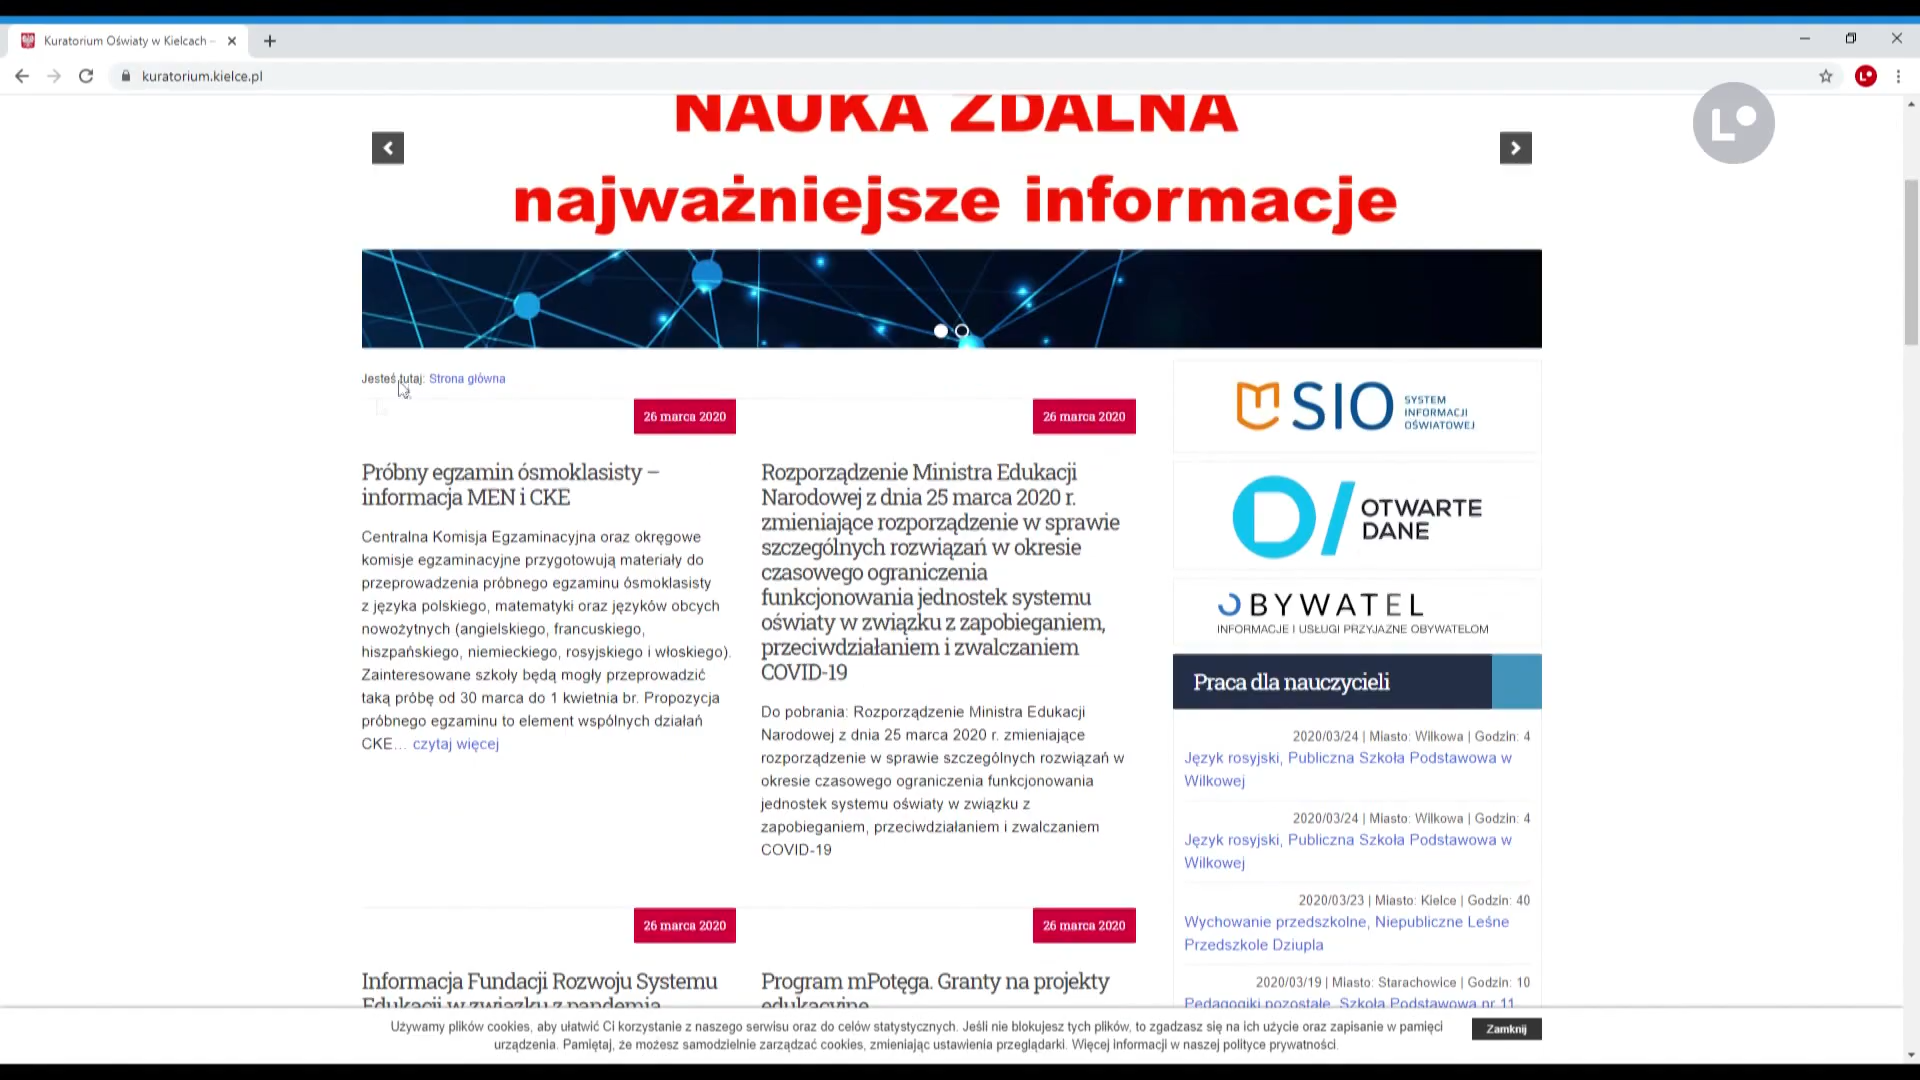 Kuratorium Oświaty w Kielcach –
kuratorium.kielce.pl
NAUKA ZDALNA
najważniejsze informacje
Jesteś tutaj: Strona główna
26 marca 2020
Próbny egzamin ósmoklasisty –
informacja MEN i CKE
Centralna Komisja Egzaminacyjna oraz okręgowe
komisje egzaminacyjne przygotowują materiały do
przeprowadzenia próbnego egzaminu ósmoklasisty
z języka polskiego, matematyki oraz języków obcych
nowożytnych (angielskiego, francuskiego,
hiszpańskiego, niemieckiego, rosyjskiego i włoskiego).
Zainteresowane szkoły będą mogły przeprowadzić
taką próbę od 30 marca do 1 kwietnia br. Propozycja
próbnego egzaminu to element wspólnych działań
CKE… czytaj więcej
26 marca 2020
Rozporządzenie Ministra Edukacji
Narodowej z dnia 25 marca 2020 r.
zmieniające rozporządzenie w sprawie
szczególnych rozwiązań w okresie
czasowego ograniczenia
funkcjonowania jednostek systemu
oświaty w związku z zapobieganiem,
przeciwdziałaniem i zwalczaniem
COVID-19
Do pobrania: Rozporządzenie Ministra Edukacji
Narodowej z dnia 25 marca 2020 r. zmieniające
rozporządzenie w sprawie szczególnych rozwiązań w
okresie czasowego ograniczenia funkcjonowania
jednostek systemu oświaty w związku z
zapobieganiem, przeciwdziałaniem i zwalczaniem
COVID-19
26 marca 2020
Informacja Fundacji Rozwoju Systemu
Edukacji w związku z pandemią
26 marca 2020
Program mPotęga. Granty na projekty
edukacyjne
SIO
SYSTEM
INFORMACJI
OŚWIATOWEJ
OTWARTE
DANE
OBYWATEL
INFORMACJE I USŁUGI PRZYJAZNE OBYWATELOM
Praca dla nauczycieli
2020/03/24 | Miasto: Wilkowa | Godzin: 4
Język rosyjski, Publiczna Szkoła Podstawowa w
Wilkowej
2020/03/24 | Miasto: Wilkowa | Godzin: 4
Język rosyjski, Publiczna Szkoła Podstawowa w
Wilkowej
2020/03/23 | Miasto: Kielce | Godzin: 40
Wychowanie przedszkolne, Niepubliczne Leśne
Przedszkole Dziupla
2020/03/19 | Miasto: Starachowice | Godzin: 10
Pedagogiki pozostałe, Szkoła Podstawowa nr 11
Używamy plików cookies, aby ułatwić Ci korzystanie z naszego serwisu oraz do celów statystycznych. Jeśli nie blokujesz tych plików, to zgadzasz się na ich użycie oraz zapisanie w pamięci
urządzenia. Pamiętaj, że możesz samodzielnie zarządzać cookies, zmieniając ustawienia przeglądarki. Więcej informacji w naszej polityce prywatności.
Zamknij